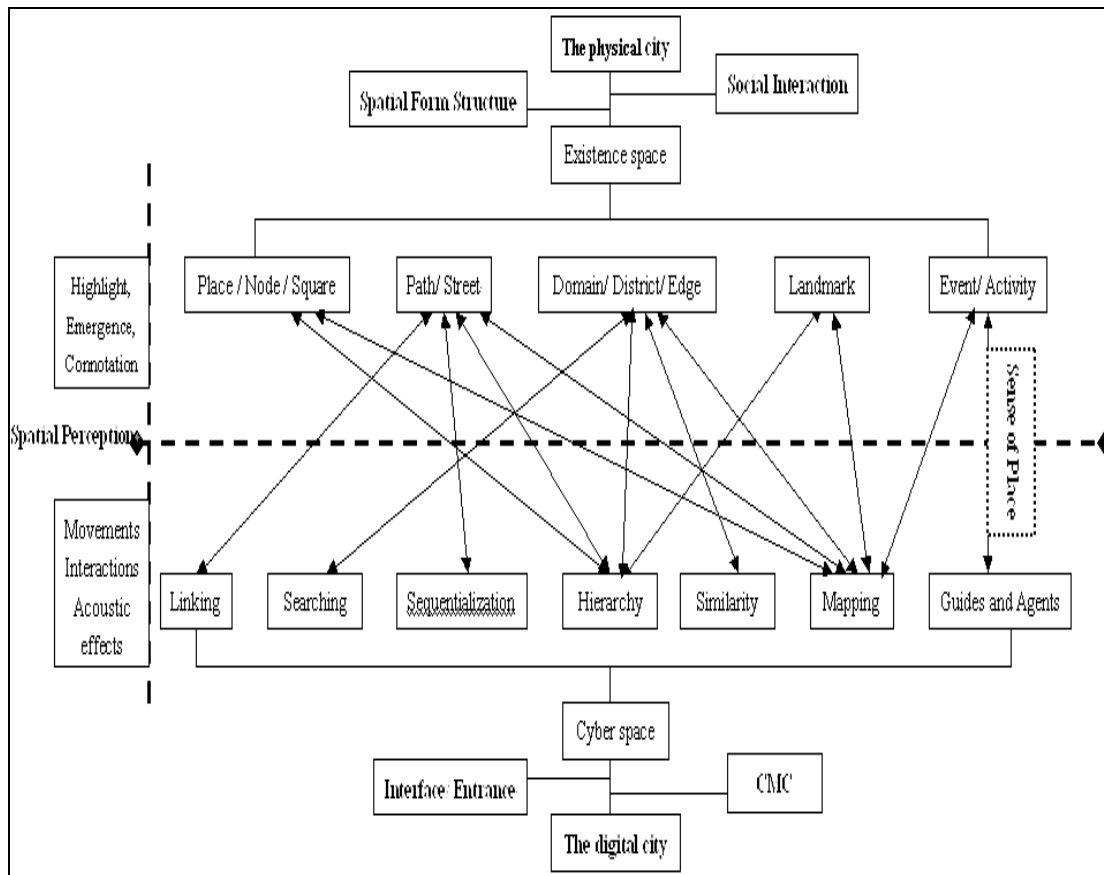 The physical city
Social Interaction
Spatial Form Structure
Existence space
Highlight,
Emergence,
Connotation
Place / Node / Square
Path/ Street
Domain/ District/ Edge
Landmark
Event/ Activity
Sense of Place
Spatial Perception
Movements
Interactions
Acoustic
effects
Linking
Searching
Sequentialization
Hierarchy
Similarity
Mapping
Guides and Agents
Cyber space
Interface/ Entrance
CMC
The digital city